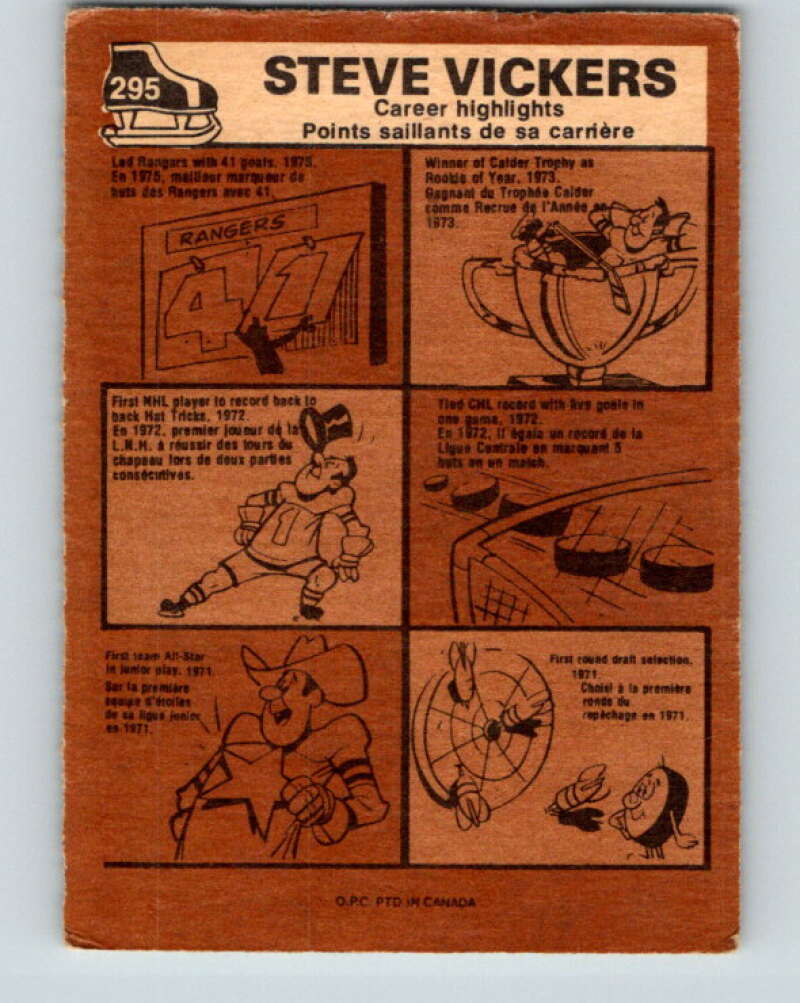 295
STEVE VICKERS
Career highlights
Points saillants de sa carrière
Led Rangers with 41 goals, 1975.
En 1975, meilleur marqueur de
buts des Rangers avec 41.
RANGERS
41
Winner of Calder Trophy as
Rookie of Year, 1973.
Gagnant du Trophée Calder
comme Recrue de l'Année en
1973.
First NHL player to record back to
back Hat Tricks, 1972.
En 1972, premier joueur de la
L.N.H. à réussir des tours du
chapeau lors de deux parties
consécutives.
Tied CHL record with five goals in
one game, 1972.
En 1972, il égala un record de la
Ligue Centrale en marquant 5
buts en un match.
First team All-Star
in junior play, 1971.
Sur la première
équipe d'étoiles
de sa ligue junior
en 1971.
First round draft selection,
1971.
Choisi à la première
ronde du
repêchage en 1971.
O.P.C. PTD IN CANADA